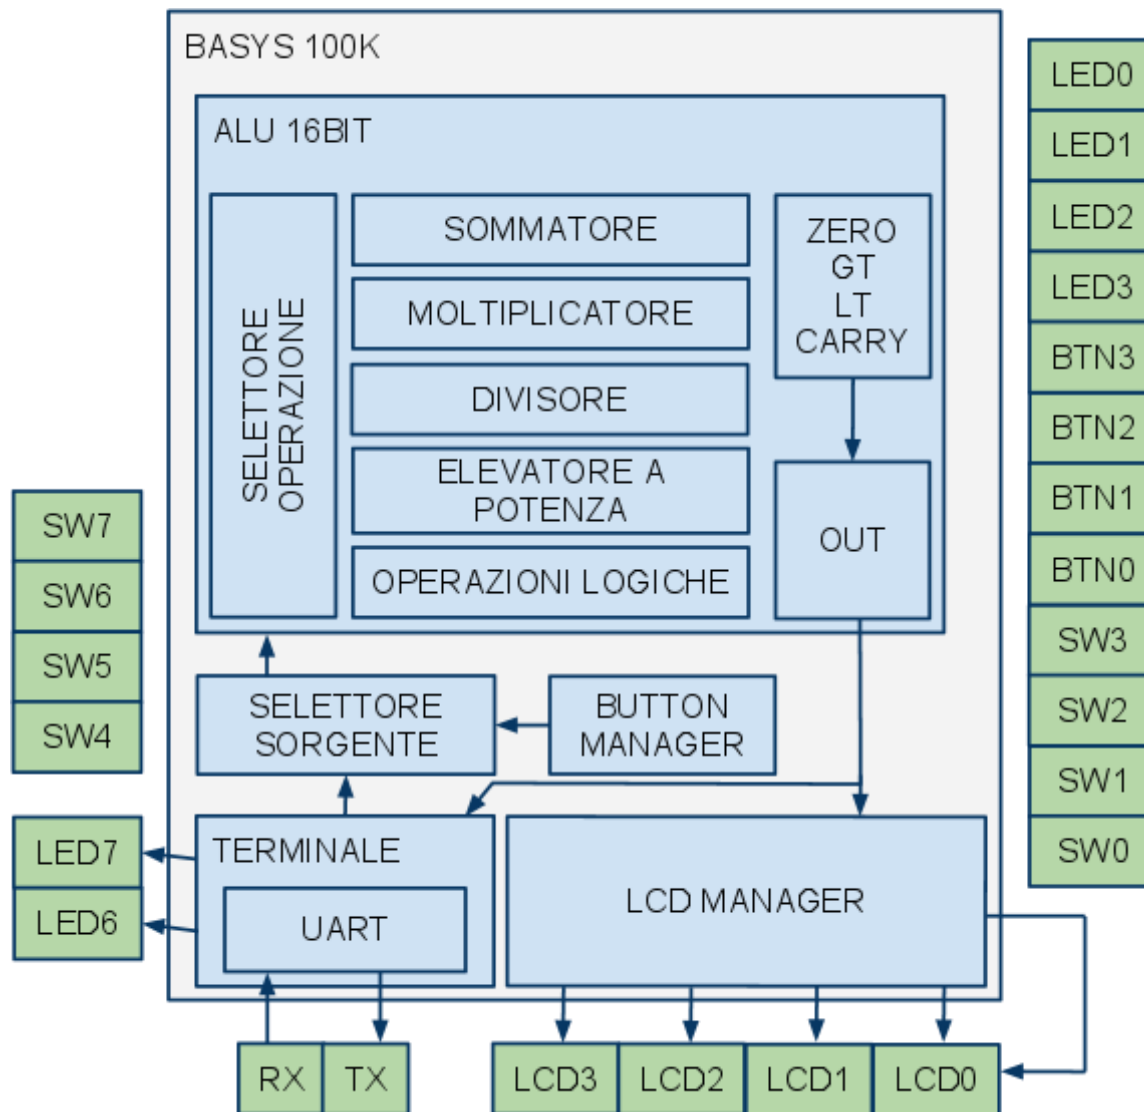 BASYS 100K
ALU 16BIT
SELETTORE
OPERAZIONE
SOMMATORE
MOLTIPLICATORE
DIVISORE
ELEVATORE A
POTENZA
OPERAZIONI LOGICHE
ZERO
GT
LT
CARRY
OUT
SELETTORE
SORGENTE
BUTTON
MANAGER
TERMINALE
UART
LCD MANAGER
SW7
SW6
SW5
SW4
LED7
LED6
RX
TX
LCD3
LCD2
LCD1
LCD0
LED0
LED1
LED2
LED3
BTN3
BTN2
BTN1
BTN0
SW3
SW2
SW1
SW0